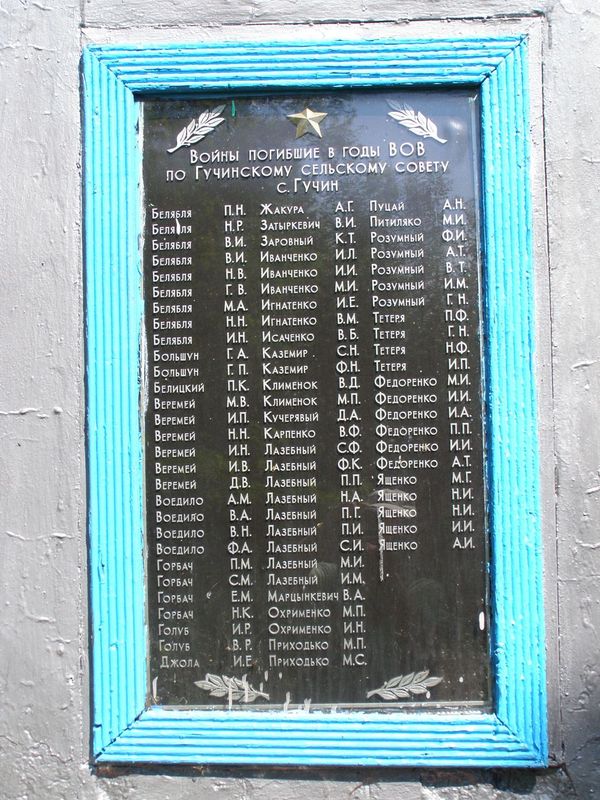 Войны погибшие в годы ВОВ
по Гучинскому сельскому совету
с. Гучин
Белябля П.Н.
Белябля Н.Р.
Белябля В.И.
Белябля В.И.
Белябля Н.В.
Белябля Г.В.
Белябля М.А.
Белябля Н.Н.
Белябля И.Н.
Большун Г.А.
Большун Г.П.
Белицкий П.К.
Веремей М.В.
Веремей И.П.
Веремей Н.Н.
Веремей И.Н.
Веремей И.В.
Веремей Д.В.
Воедило А.М.
Воедило В.А.
Воедило В.Н.
Воедило Ф.А.
Горбач П.М.
Горбач С.М.
Горбач Е.М.
Горбач Н.К.
Голуб И.Р.
Голуб В.Р.
Джола И.Е
Жакура А.Г.
Затыркевич В.И.
Заровный К.Т.
Иванченко И.Л.
Иванченко И.И.
Иванченко М.И.
Игнатенко И.Е.
Игнатенко В.М.
Исаченко В.Б.
Каземир С.Н.
Каземир Ф.Н.
Клименок В.Д.
Клименок М.П.
Кучерявый Д.А.
Карпенко В.Ф.
Лазебный С.Ф.
Лазебный Ф.К.
Лазебный П.П.
Лазебный Н.А.
Лазебный П.Г.
Лазебный П.И.
Лазебный С.И.
Лазебный М.И.
Лазебный И.М.
Марцынкевич В.А.
Охрименко М.П.
Охрименко И.Н.
Приходько М.П.
Приходько М.С.
Пуцай А.Н.
Питиляко М.И.
Розумный Ф.И.
Розумный А.Т.
Розумный В.Т.
Розумный И.М.
Розумный Г.Н.
Тетеря П.Ф.
Тетеря Г.Н.
Тетеря Н.Ф.
Тетеря И.П.
Федоренко М.И.
Федоренко И.И.
Федоренко И.А.
Федоренко П.П.
Федоренко И.И.
Федоренко А.Т.
Ященко М.Г.
Ященко Н.И.
Ященко Н.И.
Ященко И.И.
Ященко А.И.